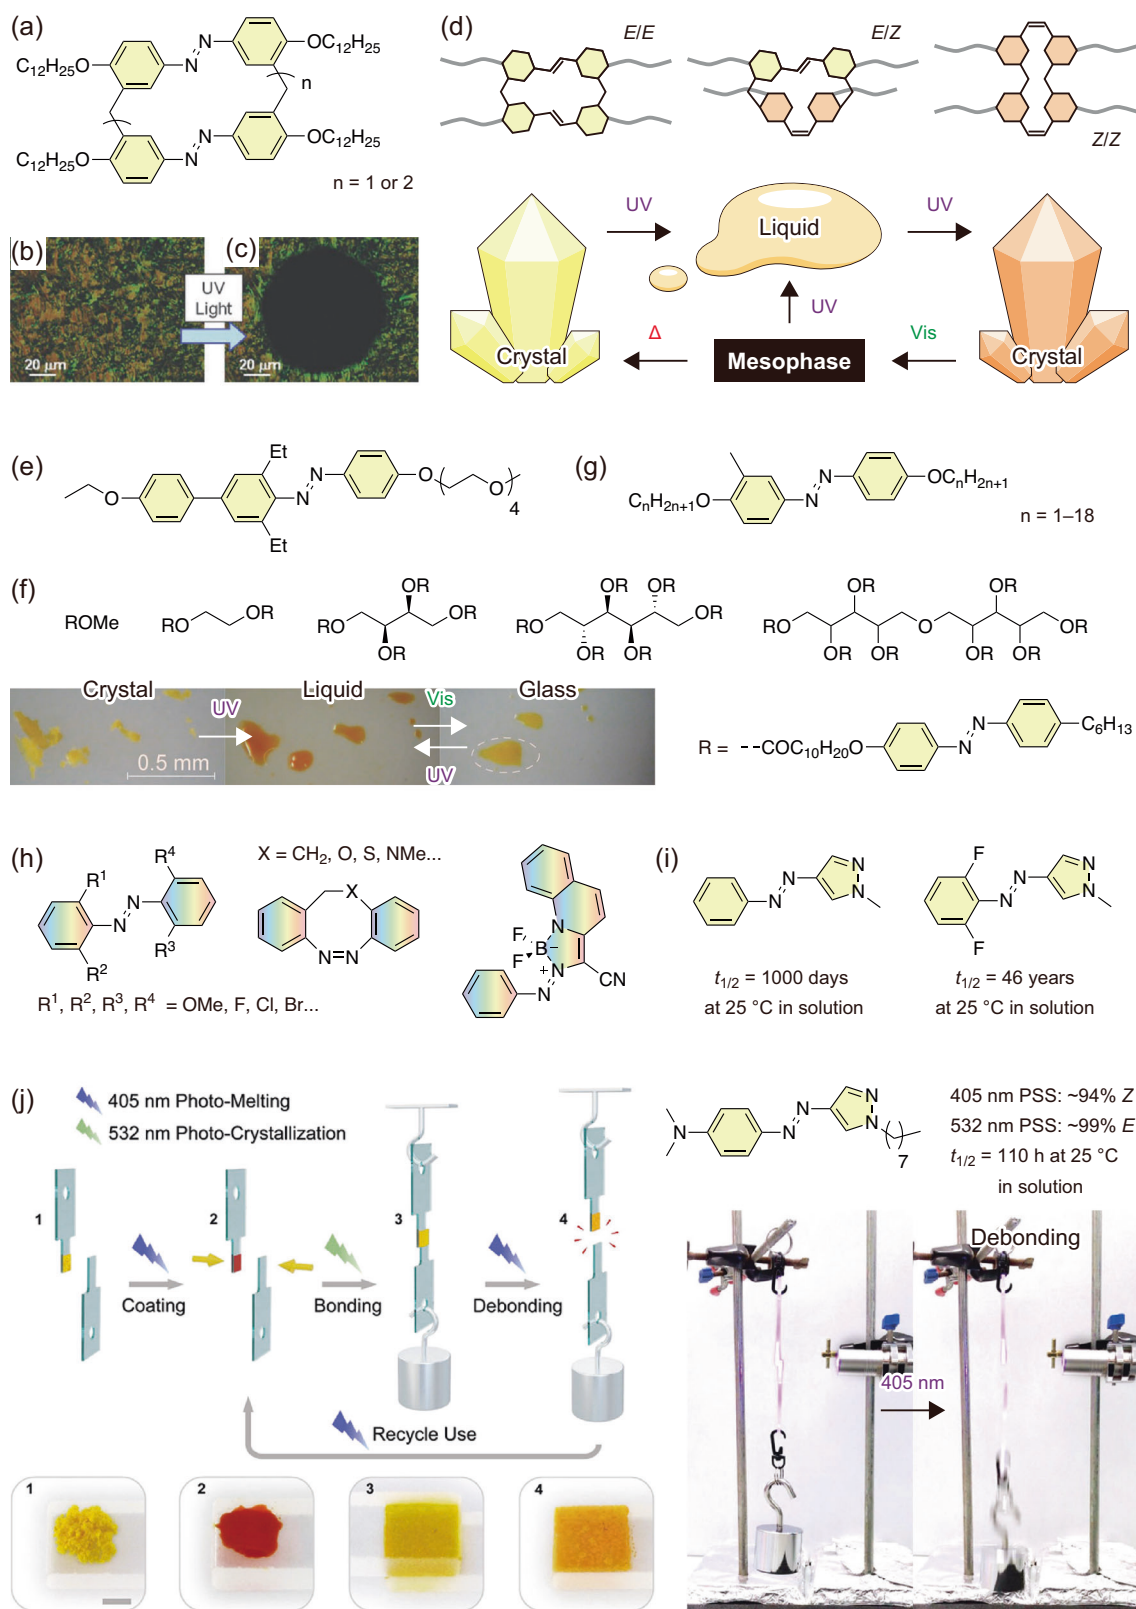 (a)
N
N
OC12H25
C12H25O
n
C12H25O
N
N
OC12H25
n = 1 or 2
(b)
(c)
UV
Light
20 μm
20 μm
(d)
E/E
E/Z
Z/Z
UV
Liquid
UV
UV
Crystal
Δ
Mesophase
Vis
Crystal
(e)
Et
N
N
O
O
O
4
Et
(g)
N
N
OCnH2n+1
CnH2n+1O
n = 1–18
(f)
ROMe
RO
OR
OR
RO
OR
OR
OR
OR
RO
OR
OR
OR
OR
OR
RO
O
OR
OR
OR
OR
OR
Crystal
Liquid
Vis
Glass
UV
0.5 mm
UV
R = COC10H20O
N
N
C6H13
(h)
R4
R1
N
N
R3
R2
R1, R2, R3, R4 = OMe, F, Cl, Br...
X = CH2, O, S, NMe...
X
N=N
N
F
B
−
F
N
+
N
CN
(i)
N
N
N
N
t1/2 = 1000 days
at 25 °C in solution
F
N
N
N
N
F
t1/2 = 46 years
at 25 °C in solution
(j)
405 nm Photo-Melting
532 nm Photo-Crystallization
1
2
3
4
Coating
Bonding
Debonding
Recycle Use
1
2
3
4
N
N
N
N
N
7
405 nm PSS: ~94% Z
532 nm PSS: ~99% E
t1/2 = 110 h at 25 °C
in solution
Debonding
405 nm